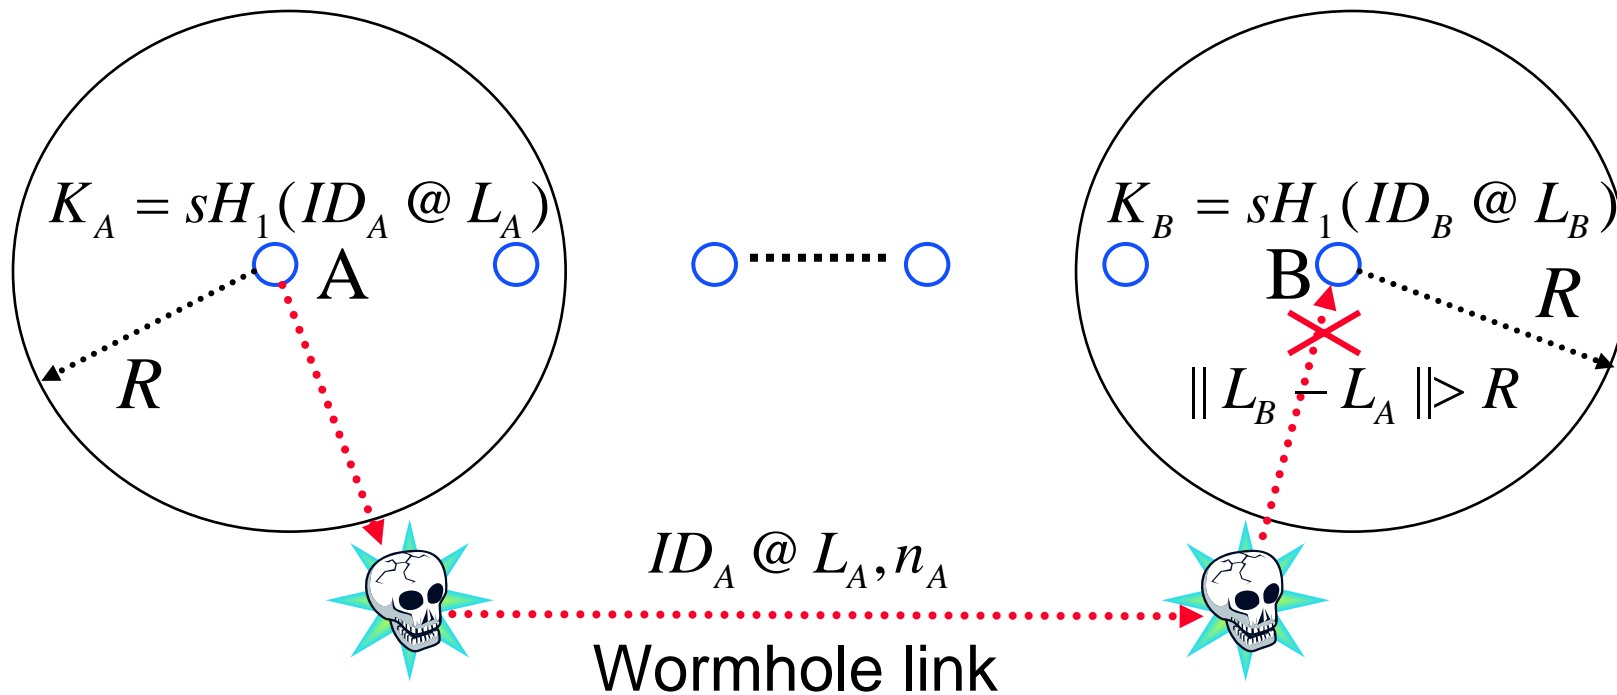 K_A = sH_1(ID_A @ L_A)
K_B = sH_1(ID_B @ L_B)
A
B
R
R
|| L_B − L_A ||> R
ID_A @ L_A, n_A
Wormhole link